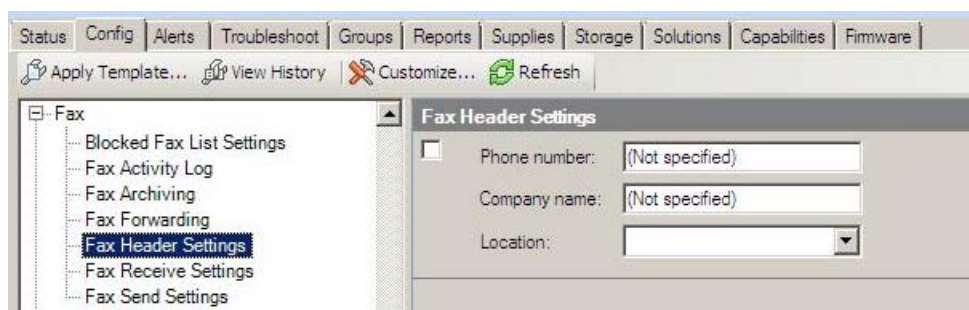 Status Config Alerts Troubleshoot Groups Reports Supplies Storage Solutions Capabilities Firmware
Apply Template... View History Customize... Refresh
Fax
Blocked Fax List Settings
Fax Activity Log
Fax Archiving
Fax Forwarding
Fax Header Settings
Fax Receive Settings
Fax Send Settings
Fax Header Settings
Phone number: (Not specified)
Company name: (Not specified)
Location: